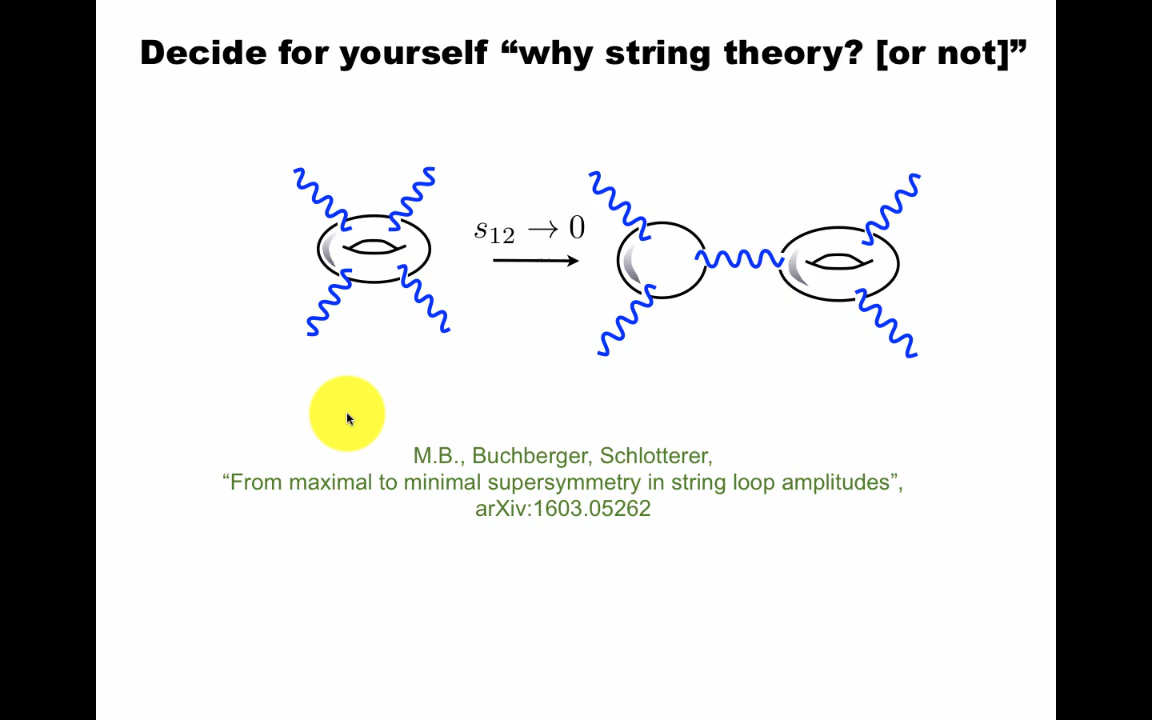 Decide for yourself “why string theory? [or not]”
s₁₂ → 0
M.B., Buchberger, Schlotterer,
“From maximal to minimal supersymmetry in string loop amplitudes”,
arXiv:1603.05262